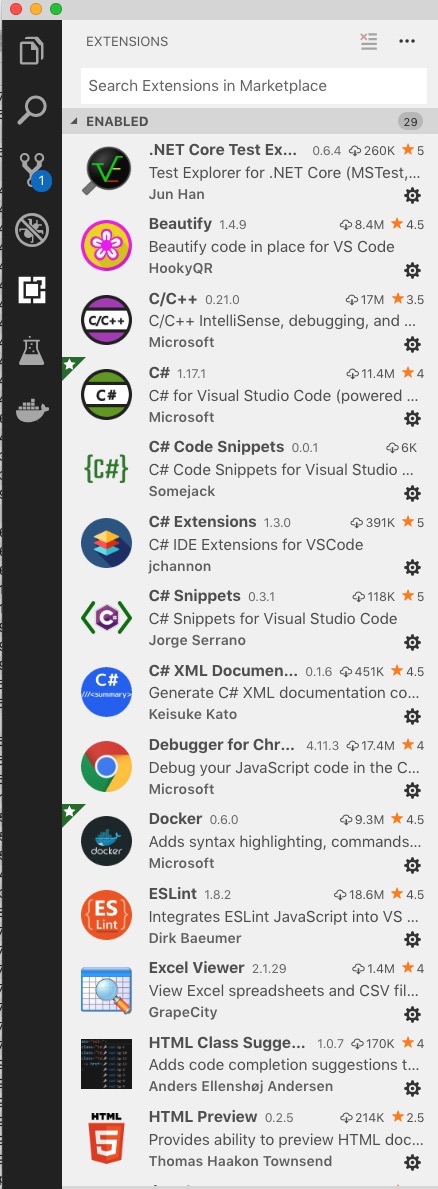 EXTENSIONS
Search Extensions in Marketplace
ENABLED 29
1
.NET Core Test Ex... 0.6.4 260K 5
Test Explorer for .NET Core (MSTest,...
Jun Han
Beautify 1.4.9 8.4M 4.5
Beautify code in place for VS Code
HookyQR
C/C++
C/C++ 0.21.0 17M 3.5
C/C++ IntelliSense, debugging, and ...
Microsoft
C#
C# 1.17.1 11.4M 4
C# for Visual Studio Code (powered ...
Microsoft
{C#}
C# Code Snippets 0.0.1 6K
C# Code Snippets for Visual Studio ...
Somejack
C# Extensions 1.3.0 391K 5
C# IDE Extensions for VSCode
jchannon
C#
C# Snippets 0.3.1 118K 5
C# Snippets for Visual Studio Code
Jorge Serrano
C#
///<summary>
C# XML Documen... 0.1.6 451K 4.5
Generate C# XML documentation co...
Keisuke Kato
Debugger for Chr... 4.11.3 17.4M 4
Debug your JavaScript code in the C...
Microsoft
docker
Docker 0.6.0 9.3M 4.5
Adds syntax highlighting, commands...
Microsoft
{ES}
Lint
ESLint 1.8.2 18.6M 4.5
Integrates ESLint JavaScript into VS ...
Dirk Baeumer
Excel Viewer 2.1.29 1.4M 4
View Excel spreadsheets and CSV fil...
GrapeCity
HTML Class Sugge... 1.0.7 170K 4
Adds code completion suggestions t...
Anders Ellenshøj Andersen
HTML
5
HTML Preview 0.2.5 214K 2.5
Provides ability to preview HTML doc...
Thomas Haakon Townsend